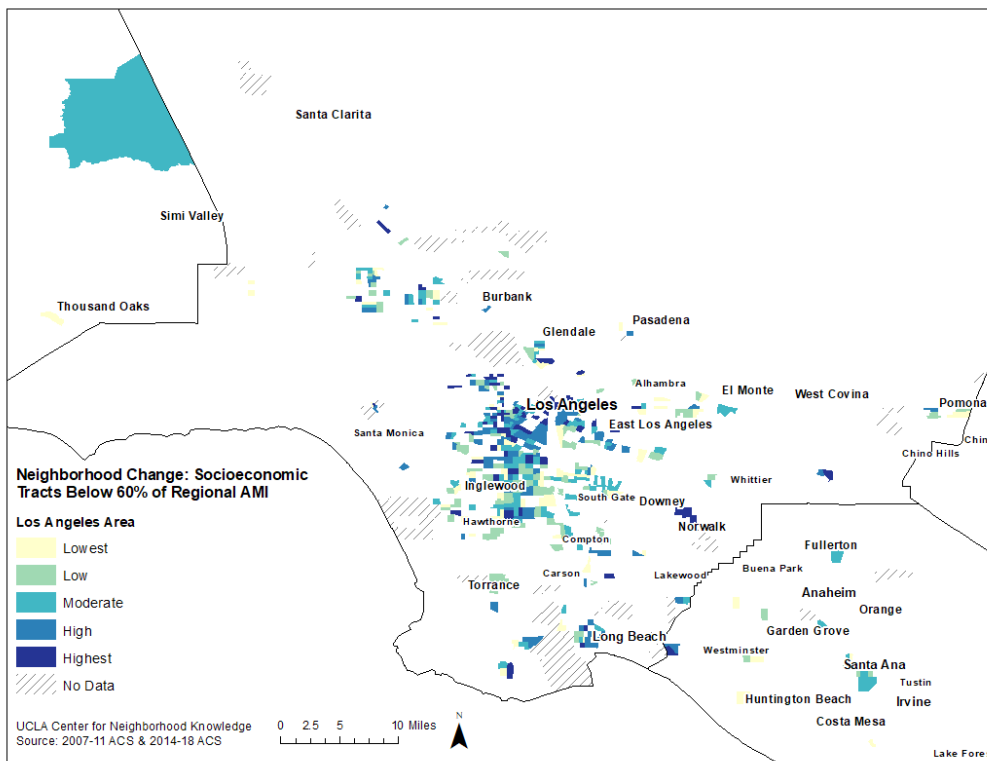 Santa Clarita
Simi Valley
Thousand Oaks
Burbank
Glendale
Pasadena
Alhambra
El Monte
West Covina
Los Angeles
Pomona
East Los Angeles
Santa Monica
Chin
Chino Hills
Neighborhood Change: Socioeconomic
Tracts Below 60% of Regional AMI
Los Angeles Area
Lowest
Low
Moderate
High
Highest
No Data
UCLA Center for Neighborhood Knowledge
Source: 2007-11 ACS & 2014-18 ACS
0 2.5 5 10 Miles
N
Inglewood
South Gate
Whittier
Downey
Hawthorne
Norwalk
Compton
Carson
Torrance
Lakewood
Long Beach
Fullerton
Buena Park
Anaheim
Orange
Garden Grove
Westminster
Santa Ana
Tustin
Huntington Beach
Irvine
Costa Mesa
Lake Fores